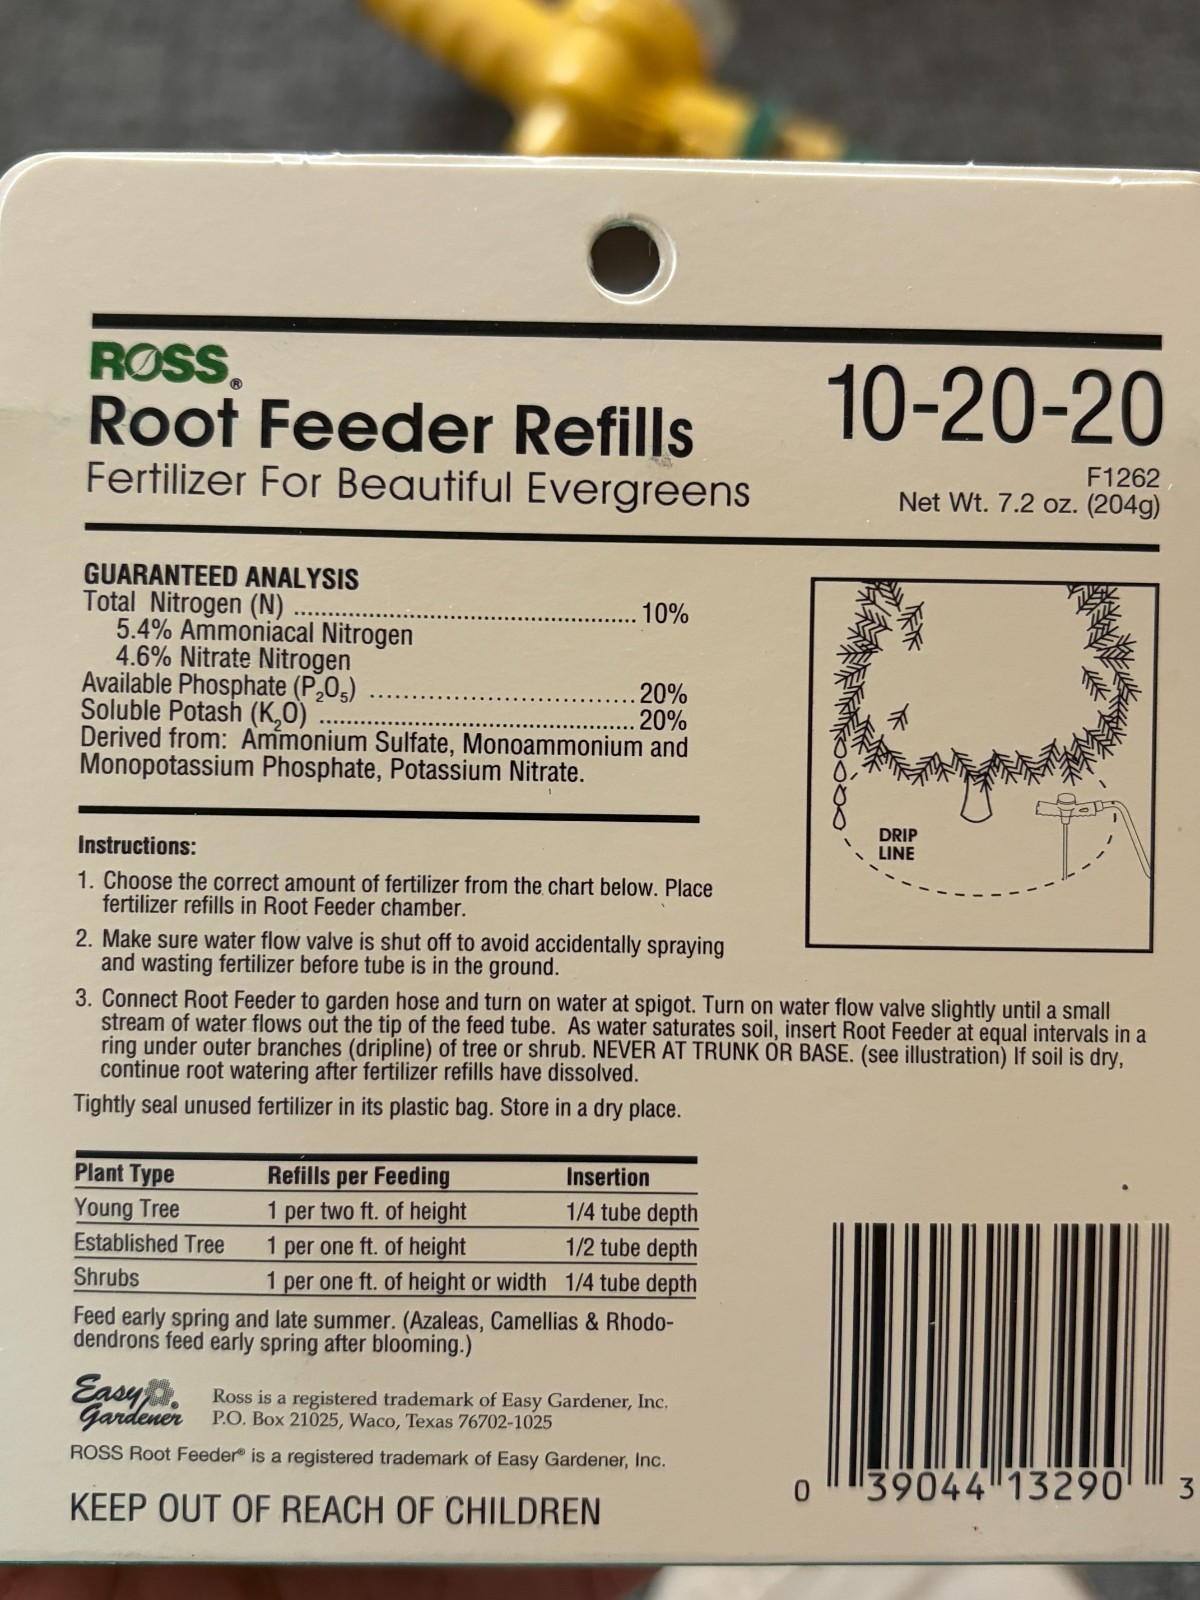 ROSS®
Root Feeder Refills
Fertilizer For Beautiful Evergreens
10-20-20
F1262
Net Wt. 7.2 oz. (204g)
GUARANTEED ANALYSIS
Total Nitrogen (N) .................................................. 10%
5.4% Ammoniacal Nitrogen
4.6% Nitrate Nitrogen
Available Phosphate (P₂O₅) ....................................... 20%
Soluble Potash (K₂O) .............................................. 20%
Derived from: Ammonium Sulfate, Monoammonium and
Monopotassium Phosphate, Potassium Nitrate.
DRIP
LINE
Instructions:
1. Choose the correct amount of fertilizer from the chart below. Place
fertilizer refills in Root Feeder chamber.
2. Make sure water flow valve is shut off to avoid accidentally spraying
and wasting fertilizer before tube is in the ground.
3. Connect Root Feeder to garden hose and turn on water at spigot. Turn on water flow valve slightly until a small
stream of water flows out the tip of the feed tube. As water saturates soil, insert Root Feeder at equal intervals in a
ring under outer branches (dripline) of tree or shrub. NEVER AT TRUNK OR BASE. (see illustration) If soil is dry,
continue root watering after fertilizer refills have dissolved.
Tightly seal unused fertilizer in its plastic bag. Store in a dry place.
Plant Type Refills per Feeding Insertion
Young Tree 1 per two ft. of height 1/4 tube depth
Established Tree 1 per one ft. of height 1/2 tube depth
Shrubs 1 per one ft. of height or width 1/4 tube depth
Feed early spring and late summer. (Azaleas, Camellias & Rhodo-
dendrons feed early spring after blooming.)
Easy
Gardener®
Ross is a registered trademark of Easy Gardener, Inc.
P.O. Box 21025, Waco, Texas 76702-1025
ROSS Root Feeder® is a registered trademark of Easy Gardener, Inc.
KEEP OUT OF REACH OF CHILDREN
0 39044 13290 3